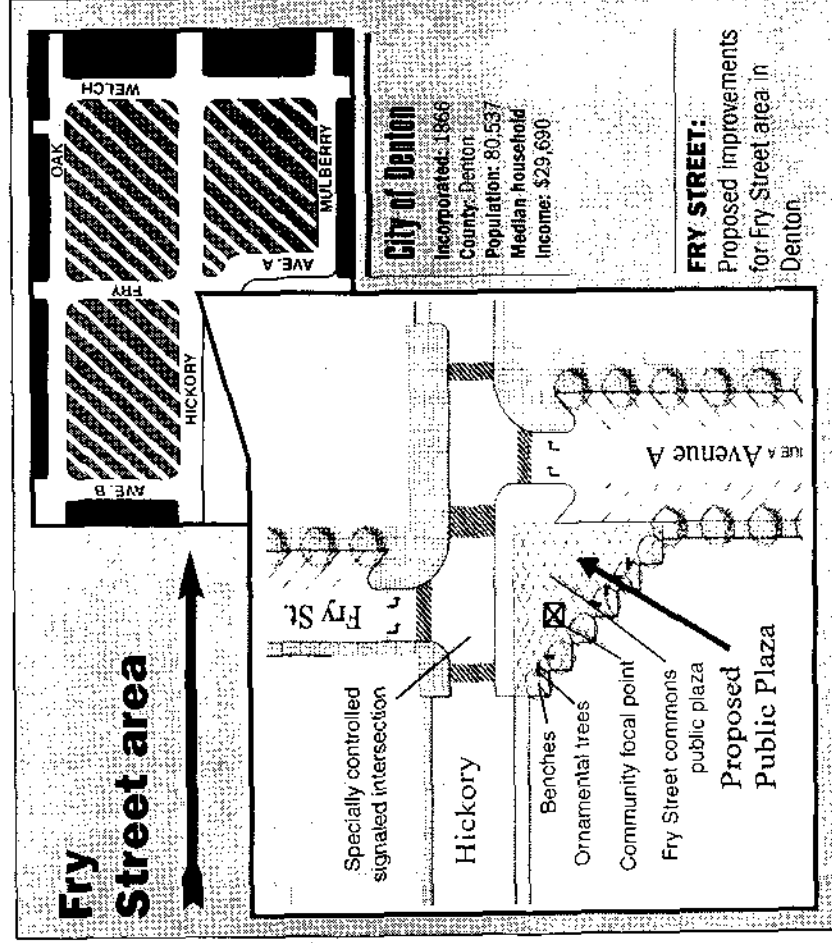 Fry
Street area
OAK
WELCH
FRY
AVE. B
HICKORY
AVE. A
MULBERRY
City of Denton
Incorporated: 1866
County: Denton
Population: 80,537
Median household
Income: $29,690
FRY STREET:
Proposed improvements
for Fry Street area in
Denton
Specially controlled
signaled intersection
Fry St.
Hickory
Benches
Ornamental trees
Community focal point
Fry Street commons
public plaza
Proposed
Public Plaza
Avenue A
UE A